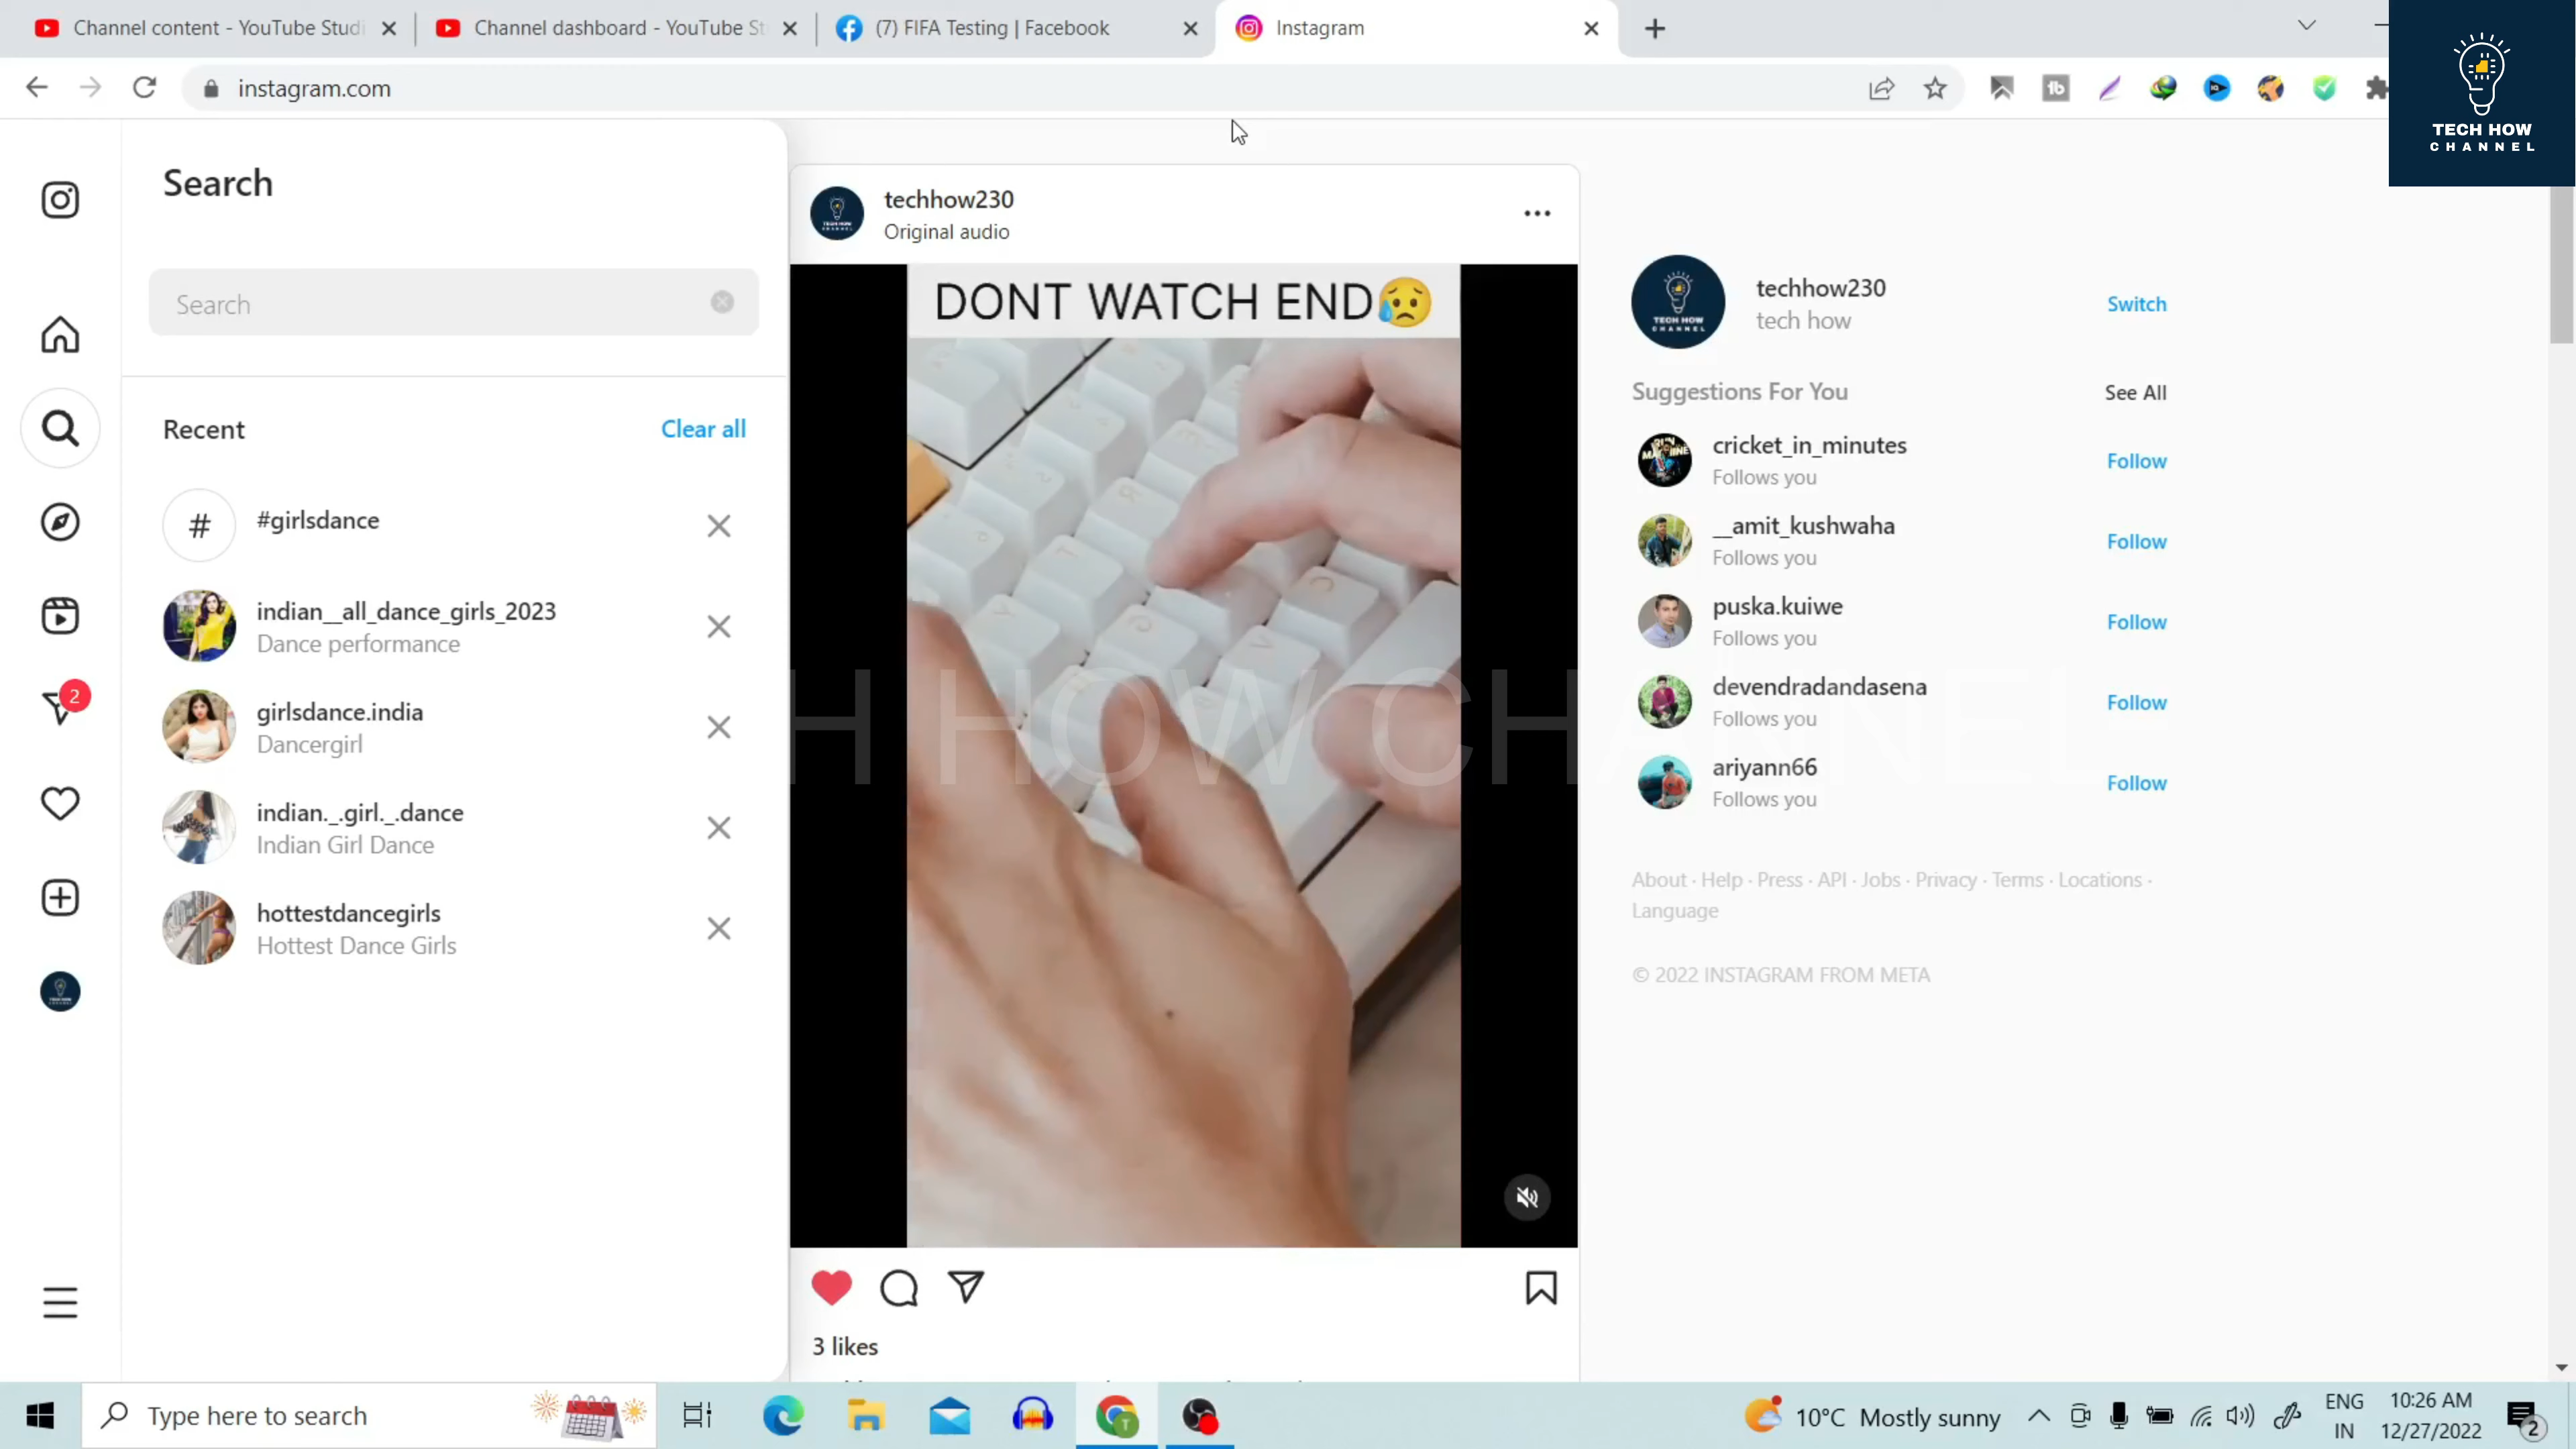 Channel content - YouTube Studi
Channel dashboard - YouTube St
(7) FIFA Testing | Facebook
Instagram
instagram.com
TECH HOW
CHANNEL
Search
Search
Recent
Clear all
# #girlsdance
indian__all_dance_girls_2023
Dance performance
girlsdance.india
Dancergirl
indian._.girl._.dance
Indian Girl Dance
hottestdancegirls
Hottest Dance Girls
2
techhow230
Original audio
DONT WATCH END😥
H HOW CHANNEL
3 likes
techhow230
tech how
Switch
Suggestions For You
See All
cricket_in_minutes
Follows you
Follow
__amit_kushwaha
Follows you
Follow
puska.kuiwe
Follows you
Follow
devendradandasena
Follows you
Follow
ariyann66
Follows you
Follow
About · Help · Press · API · Jobs · Privacy · Terms · Locations ·
Language
© 2022 INSTAGRAM FROM META
Type here to search
10°C Mostly sunny
ENG
IN
10:26 AM
12/27/2022
2